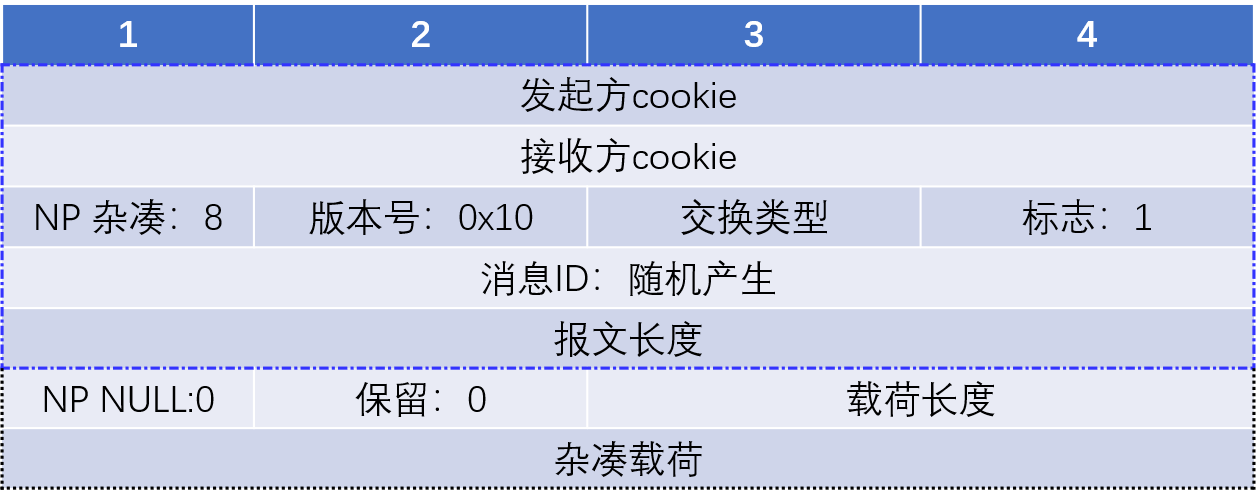 1 2 3 4
发起方cookie
接收方cookie
NP 杂凑：8 版本号：0x10 交换类型 标志：1
消息ID：随机产生
报文长度
NP NULL:0 保留：0 载荷长度
杂凑载荷